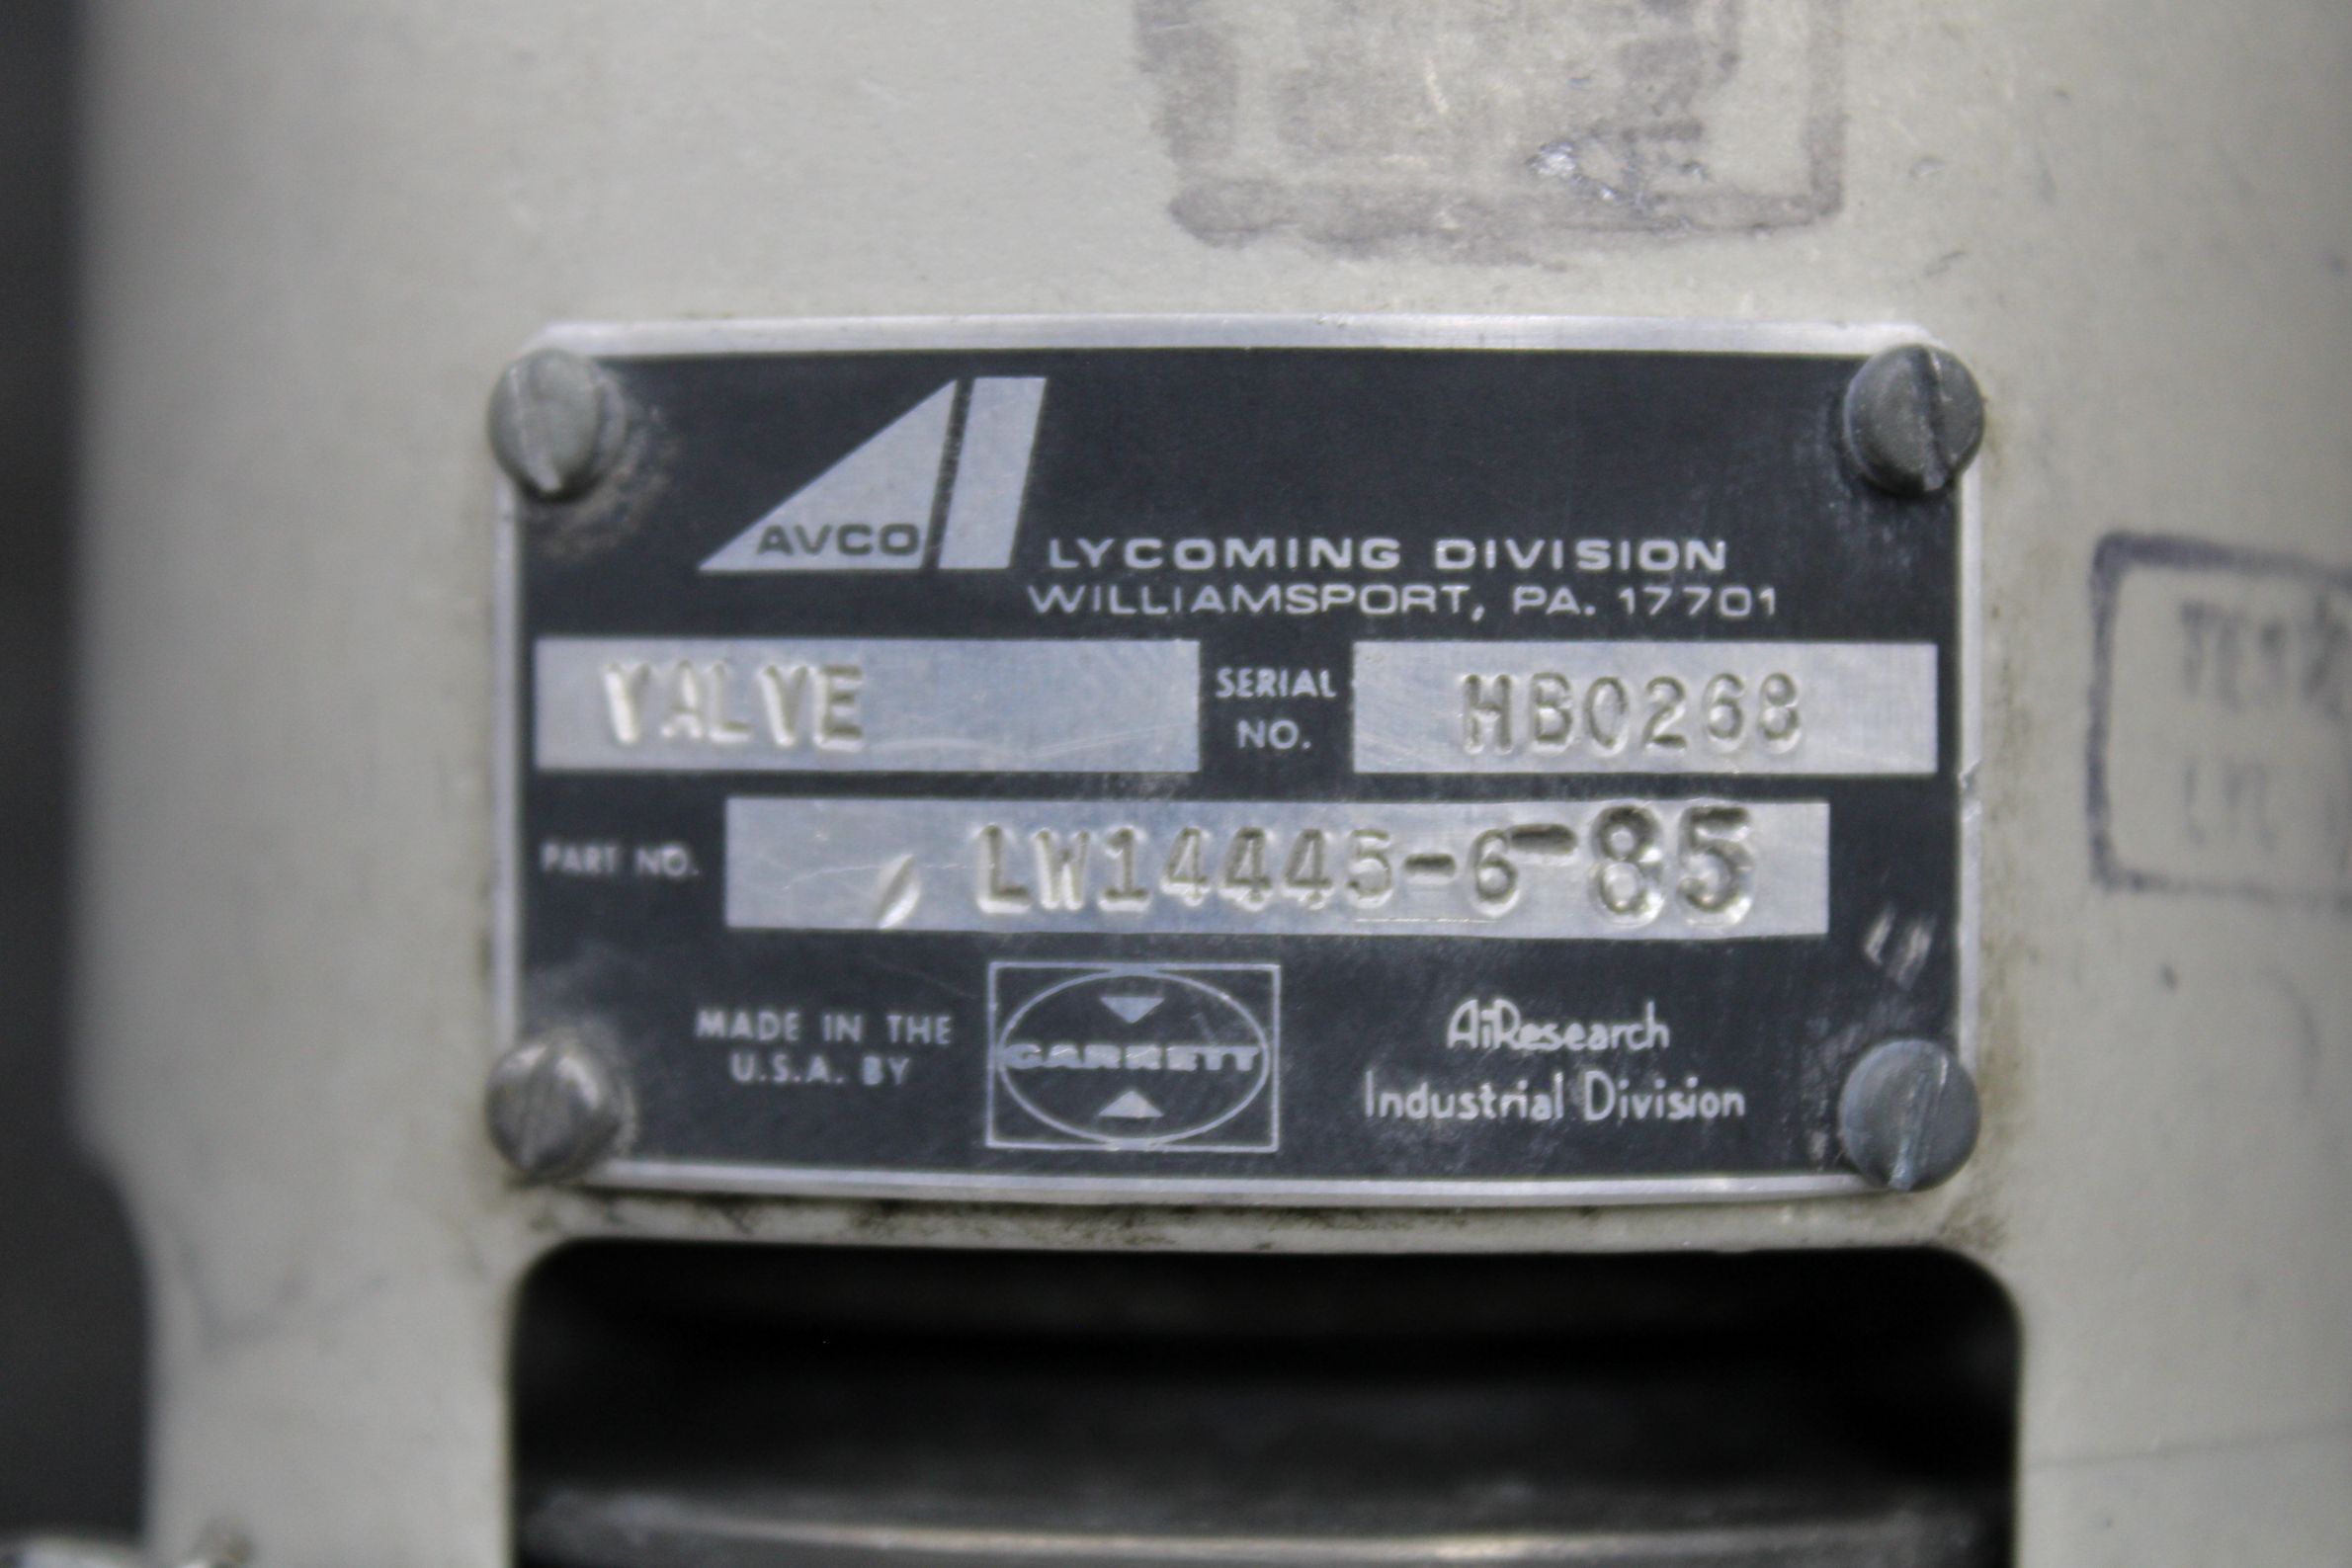 AVCO
LYCOMING DIVISION
WILLIAMSPORT, PA. 17701
VALVE
SERIAL NO.
HB0268
PART NO.
LW14445-6-85
MADE IN THE
U.S.A. BY
GARRETT
AiResearch
Industrial Division